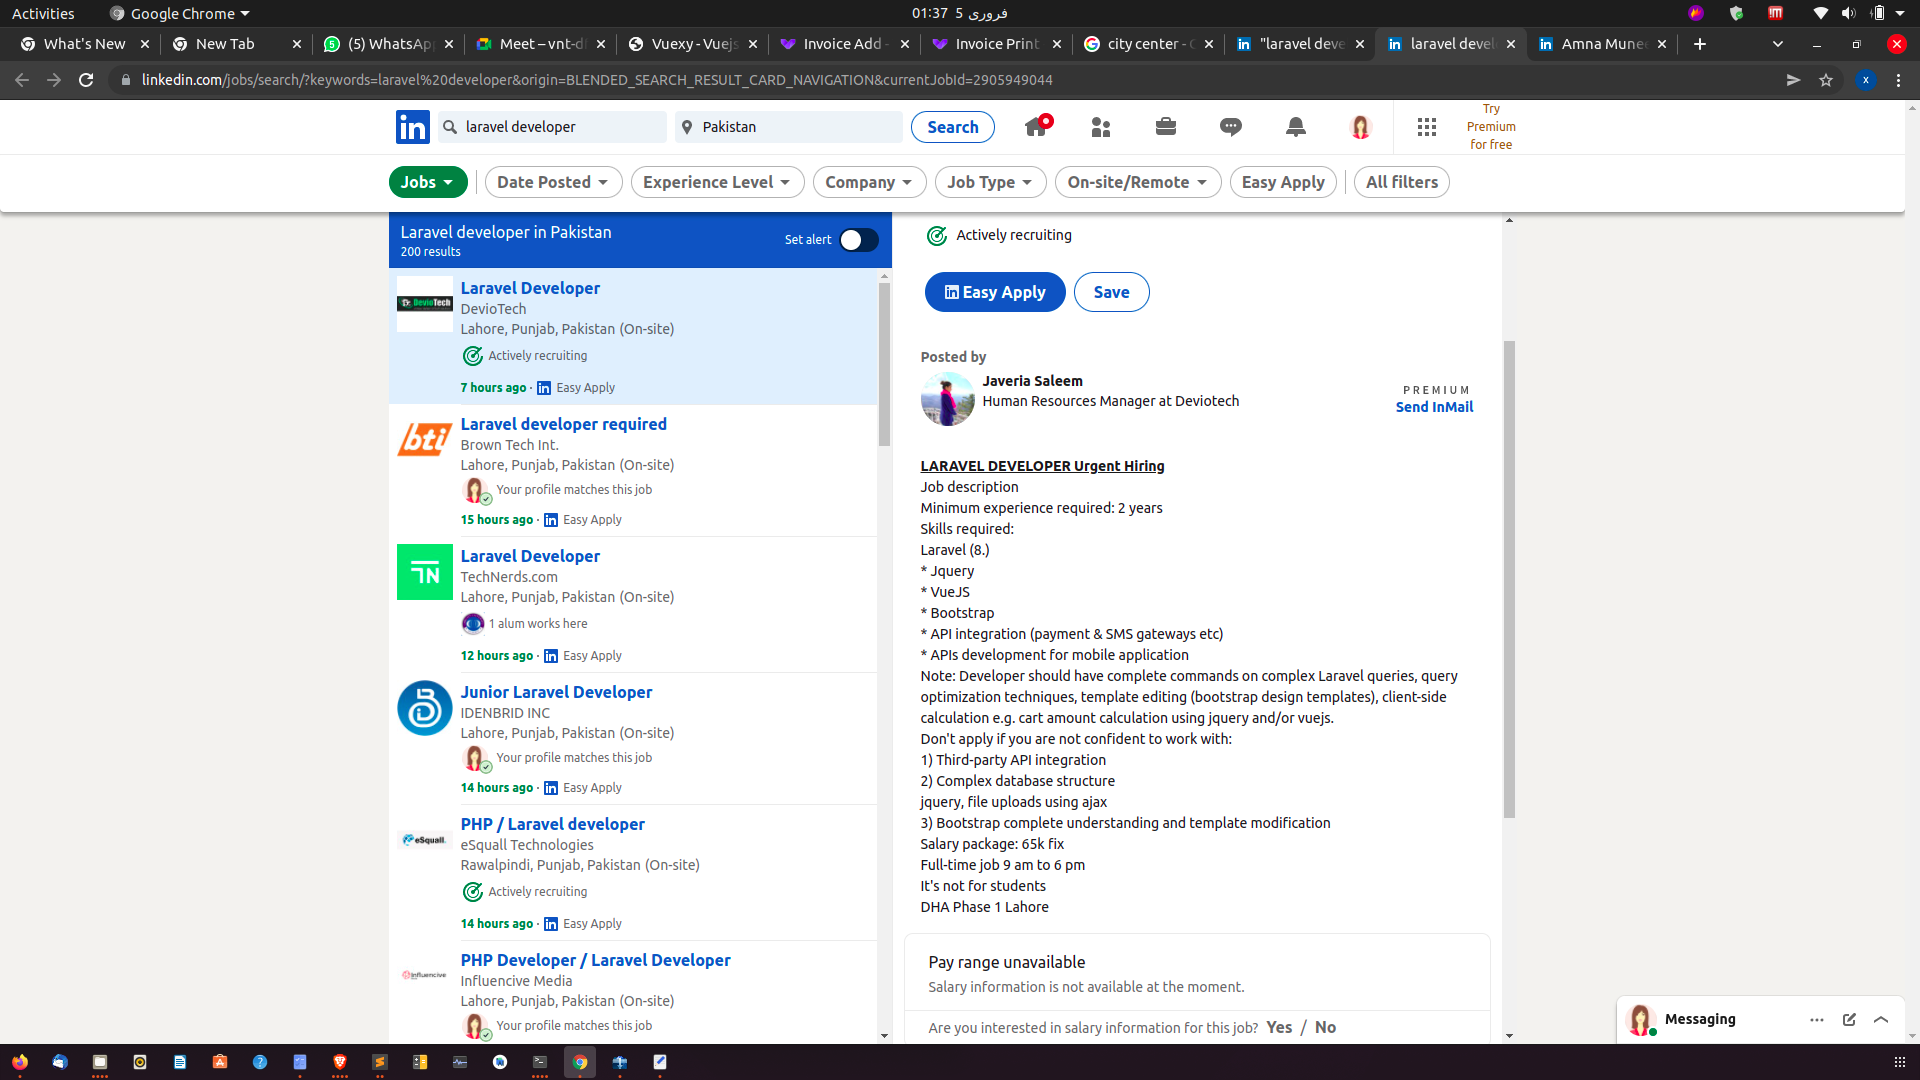 Activities
Google Chrome
01:37 5 فروری
What's New
New Tab
(5) WhatsApp
Meet – vnt-df
Vuexy - Vuejs
Invoice Add -
Invoice Print
city center -
"laravel deve
laravel devel
Amna Mune
linkedin.com/jobs/search/?keywords=laravel%20developer&origin=BLENDED_SEARCH_RESULT_CARD_NAVIGATION&currentJobId=2905949044
x
in
laravel developer
Pakistan
Search
Try
Premium
for free
Jobs
Date Posted
Experience Level
Company
Job Type
On-site/Remote
Easy Apply
All filters
Laravel developer in Pakistan
200 results
Set alert
DevioTech
Laravel Developer
DevioTech
Lahore, Punjab, Pakistan (On-site)
Actively recruiting
7 hours ago · in Easy Apply
bti
Laravel developer required
Brown Tech Int.
Lahore, Punjab, Pakistan (On-site)
Your profile matches this job
15 hours ago · in Easy Apply
TN
Laravel Developer
TechNerds.com
Lahore, Punjab, Pakistan (On-site)
1 alum works here
12 hours ago · in Easy Apply
Junior Laravel Developer
IDENBRID INC
Lahore, Punjab, Pakistan (On-site)
Your profile matches this job
14 hours ago · in Easy Apply
eSquall.
PHP / Laravel developer
eSquall Technologies
Rawalpindi, Punjab, Pakistan (On-site)
Actively recruiting
14 hours ago · in Easy Apply
Influencive
PHP Developer / Laravel Developer
Influencive Media
Lahore, Punjab, Pakistan (On-site)
Your profile matches this job
Actively recruiting
in Easy Apply
Save
Posted by
Javeria Saleem
Human Resources Manager at Deviotech
PREMIUM
Send InMail
LARAVEL DEVELOPER Urgent Hiring
Job description
Minimum experience required: 2 years
Skills required:
Laravel (8.)
* Jquery
* VueJS
* Bootstrap
* API integration (payment & SMS gateways etc)
* APIs development for mobile application
Note: Developer should have complete commands on complex Laravel queries, query
optimization techniques, template editing (bootstrap design templates), client-side
calculation e.g. cart amount calculation using jquery and/or vuejs.
Don't apply if you are not confident to work with:
1) Third-party API integration
2) Complex database structure
jquery, file uploads using ajax
3) Bootstrap complete understanding and template modification
Salary package: 65k fix
Full-time job 9 am to 6 pm
It's not for students
DHA Phase 1 Lahore
Pay range unavailable
Salary information is not available at the moment.
Are you interested in salary information for this job? Yes / No
Messaging